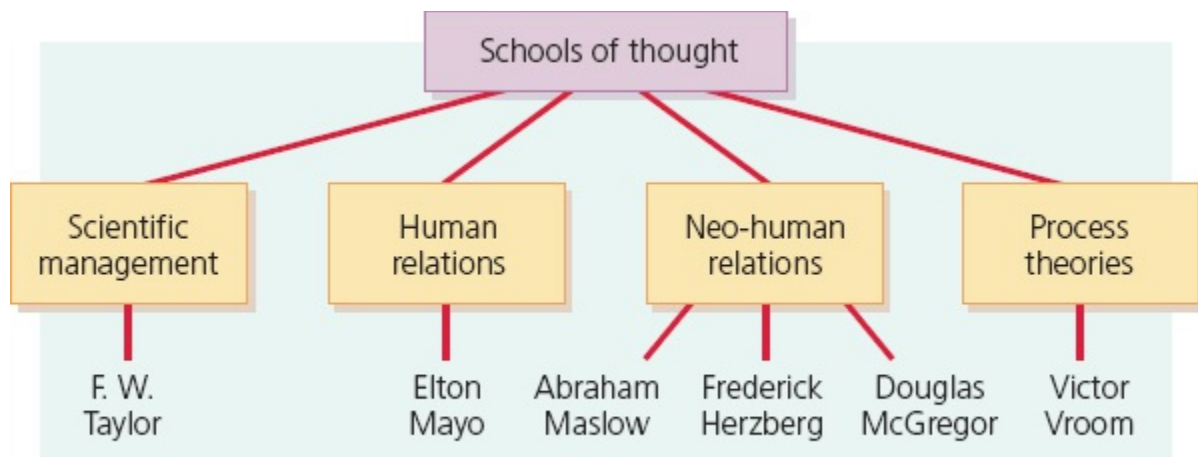 Schools of thought
Scientific
management
Human
relations
Neo-human
relations
Process
theories
F. W.
Taylor
Elton
Mayo
Abraham
Maslow
Frederick
Herzberg
Douglas
McGregor
Victor
Vroom